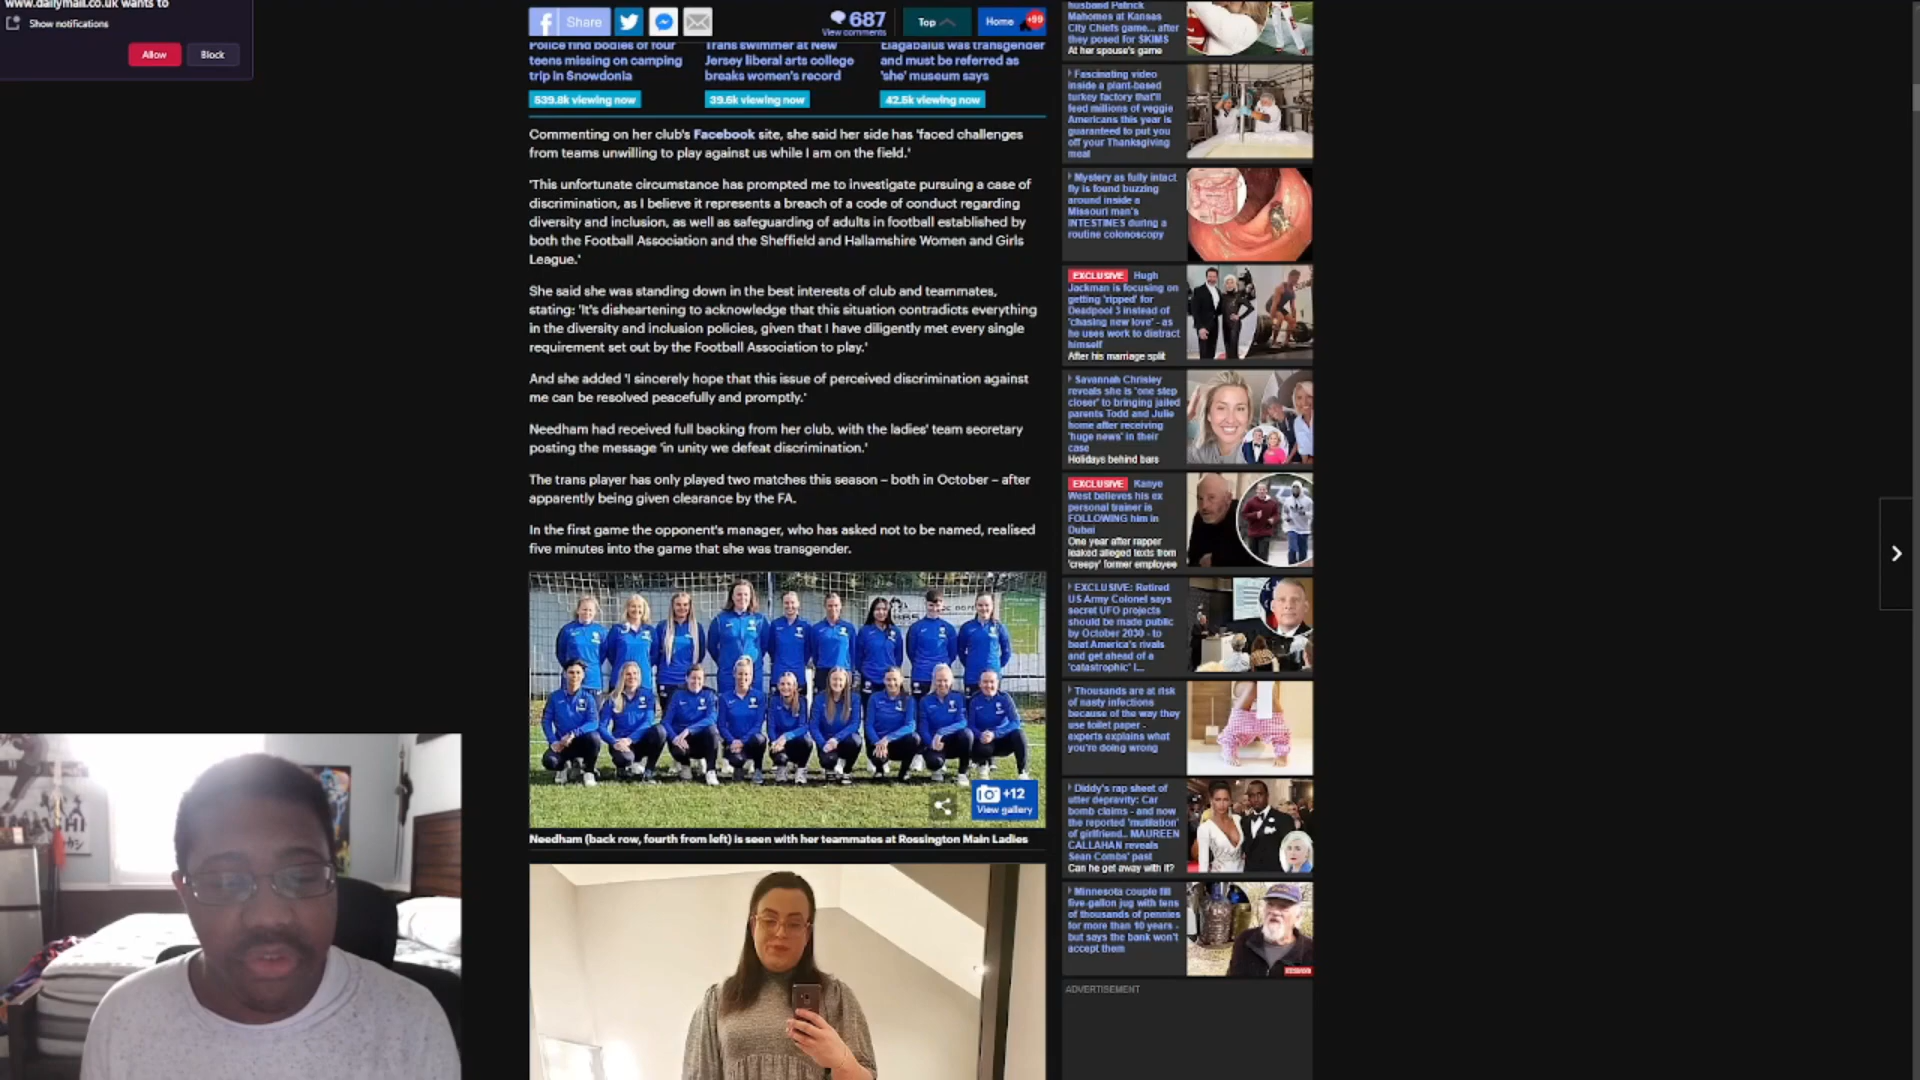 www.dailymail.co.uk wants to
Show notifications
Allow
Block
Share
687
View comments
Top
Home
+99
Police find bodies of four
teens missing on camping
trip in Snowdonia
539.8k viewing now
Trans swimmer at New
Jersey liberal arts college
breaks women's record
39.6k viewing now
Elagabalus was transgender
and must be referred as
'she' museum says
42.5k viewing now
Commenting on her club's Facebook site, she said her side has 'faced challenges
from teams unwilling to play against us while I am on the field.'
'This unfortunate circumstance has prompted me to investigate pursuing a case of
discrimination, as I believe it represents a breach of a code of conduct regarding
diversity and inclusion, as well as safeguarding of adults in football established by
both the Football Association and the Sheffield and Hallamshire Women and Girls
League.'
She said she was standing down in the best interests of club and teammates,
stating: 'It's disheartening to acknowledge that this situation contradicts everything
in the diversity and inclusion policies, given that I have diligently met every single
requirement set out by the Football Association to play.'
And she added 'I sincerely hope that this issue of perceived discrimination against
me can be resolved peacefully and promptly.'
Needham had received full backing from her club, with the ladies' team secretary
posting the message 'in unity we defeat discrimination.'
The trans player has only played two matches this season – both in October – after
apparently being given clearance by the FA.
In the first game the opponent's manager, who has asked not to be named, realised
five minutes into the game that she was transgender.
+12
View gallery
Needham (back row, fourth from left) is seen with her teammates at Rossington Main Ladies
husband Patrick
Mahomes at Kansas
City Chiefs game... after
they posed for SKIMS
At her spouse's game
Fascinating video
inside a plant-based
turkey factory that'll
feed millions of veggie
Americans this year is
guaranteed to put you
off your Thanksgiving
meal
Mystery as fully intact
fly is found buzzing
around inside a
Missouri man's
INTESTINES during a
routine colonoscopy
EXCLUSIVE Hugh
Jackman is focusing on
getting 'ripped' for
Deadpool 3 instead of
'chasing new love' - as
he uses work to distract
himself
After his marriage split
Savannah Chrisley
reveals she is 'one step
closer' to bringing jailed
parents Todd and Julie
home after receiving
'huge news' in their
case
Holidays behind bars
EXCLUSIVE Kanye
West believes his ex
personal trainer is
FOLLOWING him in
Dubai
One year after rapper
leaked alleged texts from
'creepy' former employee
EXCLUSIVE: Retired
US Army Colonel says
secret UFO projects
should be made public
by October 2030 - to
beat America's rivals
and get ahead of a
'catastrophic' l...
Thousands are at risk
of nasty infections
because of the way they
use toilet paper -
experts explains what
you're doing wrong
Diddy's rap sheet of
utter depravity: Car
bomb claims - and now
the reported 'mutilation'
of girlfriend... MAUREEN
CALLAHAN reveals
Sean Combs' past
Can he get away with it?
Minnesota couple fill
five-gallon jug with tens
of thousands of pennies
for more than 10 years -
but says the bank won't
accept them
ADVERTISEMENT